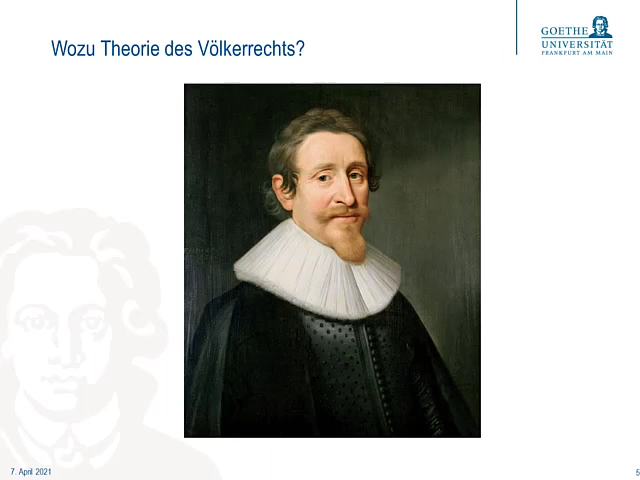 Wozu Theorie des Völkerrechts?
GOETHE
UNIVERSITÄT
FRANKFURT AM MAIN
7. April 2021
5